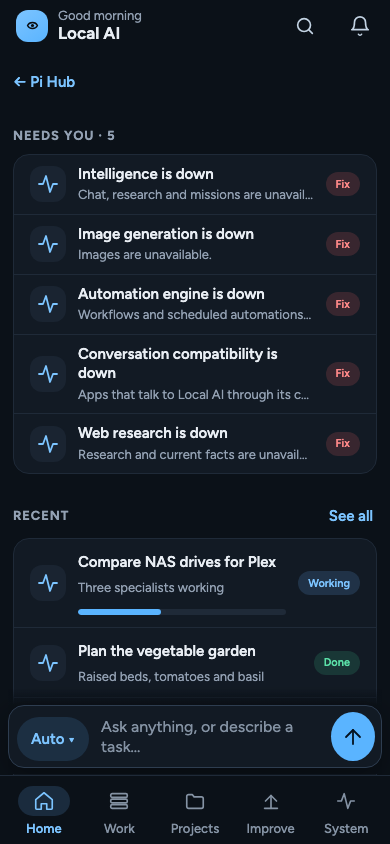 Good morning
Local AI
← Pi Hub
NEEDS YOU · 5
Intelligence is down
Chat, research and missions are unavail...
Fix
Image generation is down
Images are unavailable.
Fix
Automation engine is down
Workflows and scheduled automations...
Fix
Conversation compatibility is
down
Apps that talk to Local AI through its c...
Fix
Web research is down
Research and current facts are unavail...
Fix
RECENT
See all
Compare NAS drives for Plex
Three specialists working
Working
Plan the vegetable garden
Raised beds, tomatoes and basil
Done
Auto ▾
Ask anything, or describe a
task...
Home
Work
Projects
Improve
System